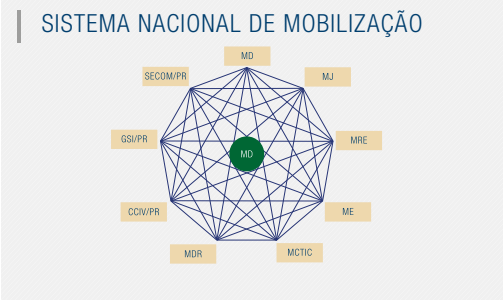 SISTEMA NACIONAL DE MOBILIZAÇÃO
MD
SECOM/PR
MJ
GSI/PR
MRE
MD
CCIV/PR
ME
MDR
MCTIC